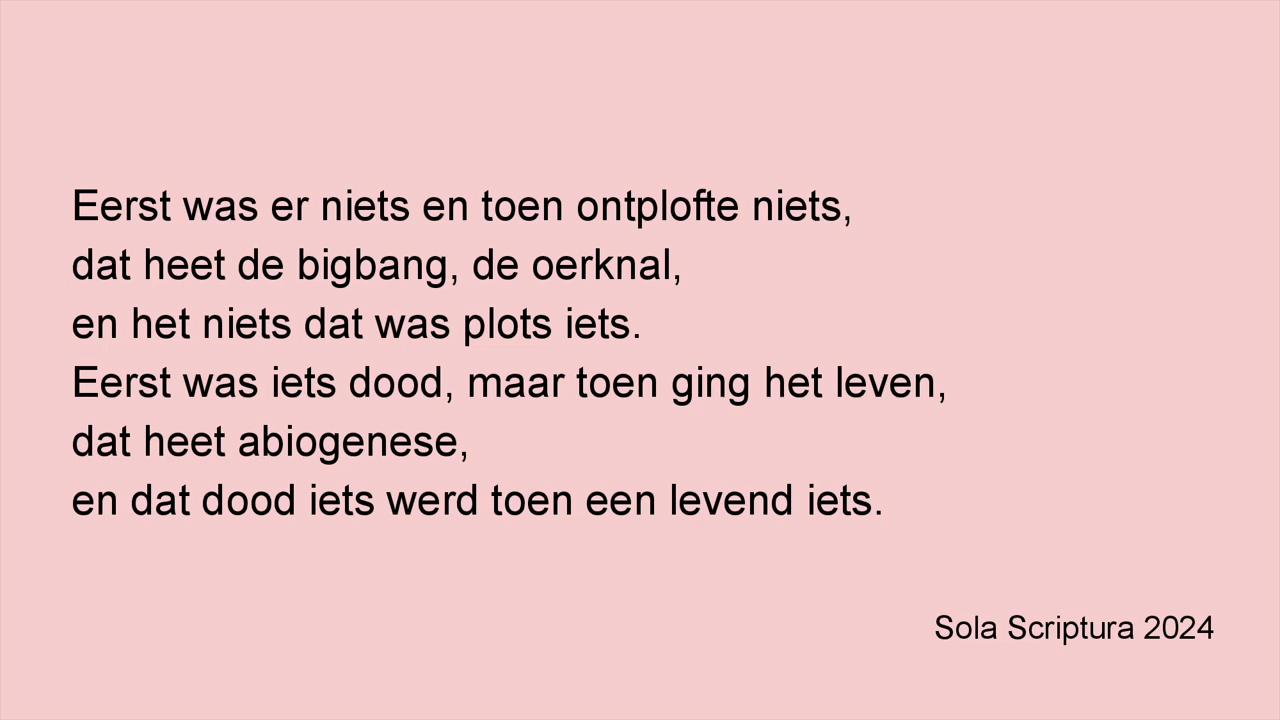 Eerst was er niets en toen ontplofte niets,
dat heet de bigbang, de oerknal,
en het niets dat was plots iets.
Eerst was iets dood, maar toen ging het leven,
dat heet abiogenese,
en dat dood iets werd toen een levend iets.
Sola Scriptura 2024